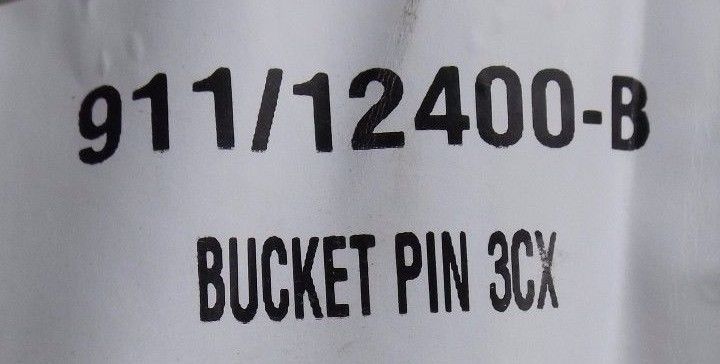 911/12400-B
BUCKET PIN 3CX